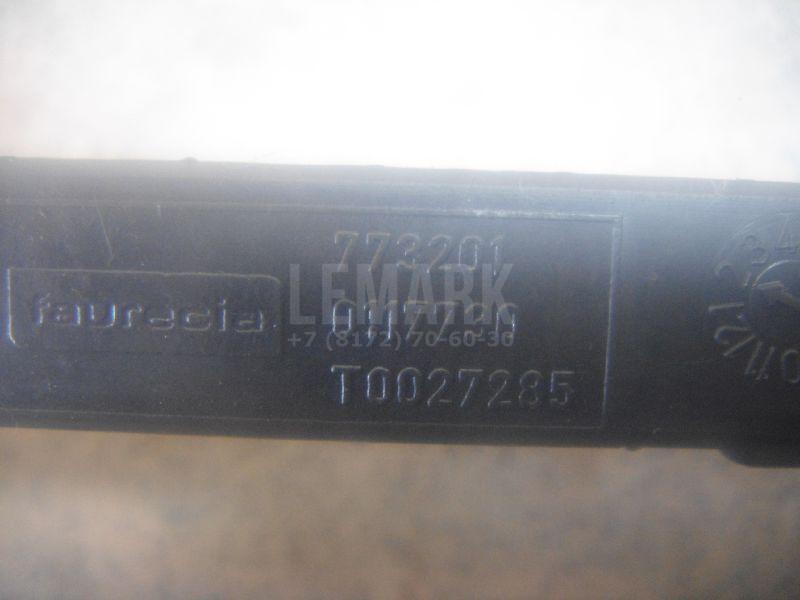 773201
LEMARK
faurecia
+7 (8172) 70-60-30
T0027285